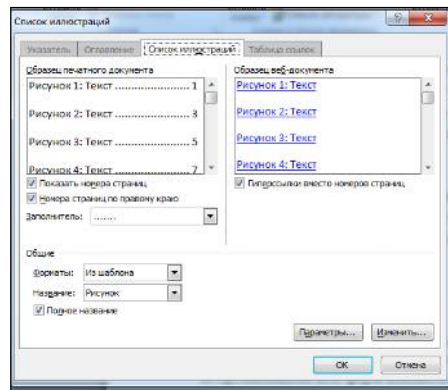 Список иллюстраций
Указатель Оглавление Список иллюстраций Таблица ссылок
Образец печатного документа
Рисунок 1: Текст ........................ 1
Рисунок 2: Текст ........................ 3
Рисунок 3: Текст ........................ 5
Рисунок 4: Текст ........................ 7
Показать номера страниц
Номера страниц по правому краю
Заполнитель: .......
Образец веб-документа
Рисунок 1: Текст
Рисунок 2: Текст
Рисунок 3: Текст
Рисунок 4: Текст
Гиперссылки вместо номеров страниц
Общие
Форматы: Из шаблона
Название: Рисунок
Полное название
Параметры... Изменить...
ОК Отмена